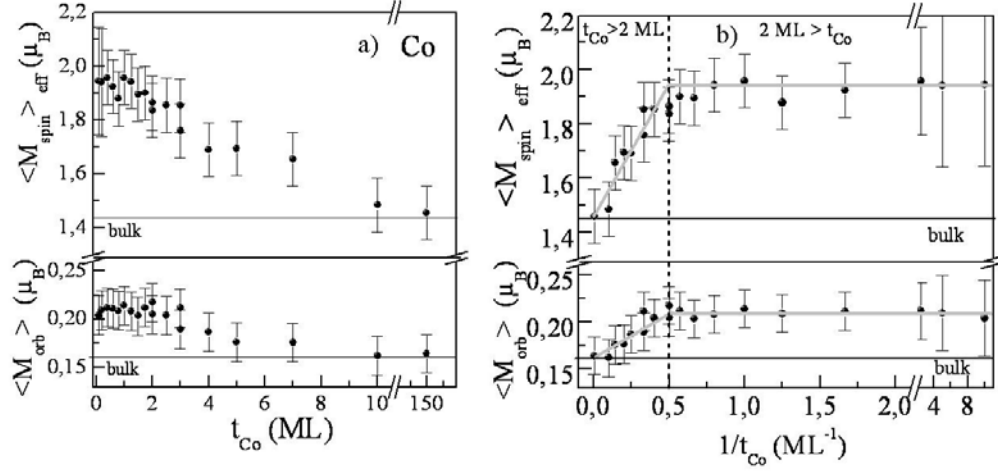 2,2
2,0
1,8
1,6
1,4
0,25
0,20
0,15
<M_spin>_eff (μ_B)
<M_orb> (μ_B)
a)
Co
bulk
bulk
0 2 4 6 8 10 150
t_Co (ML)
2,2
2,0
1,8
1,6
1,4
0,25
0,20
0,15
<M_spin>_eff (μ_B)
<M_orb> (μ_B)
t_Co>2 ML
b)
2 ML > t_Co
bulk
bulk
0,0 0,5 1,0 1,5 2,0 4 8
1/t_Co (ML⁻¹)